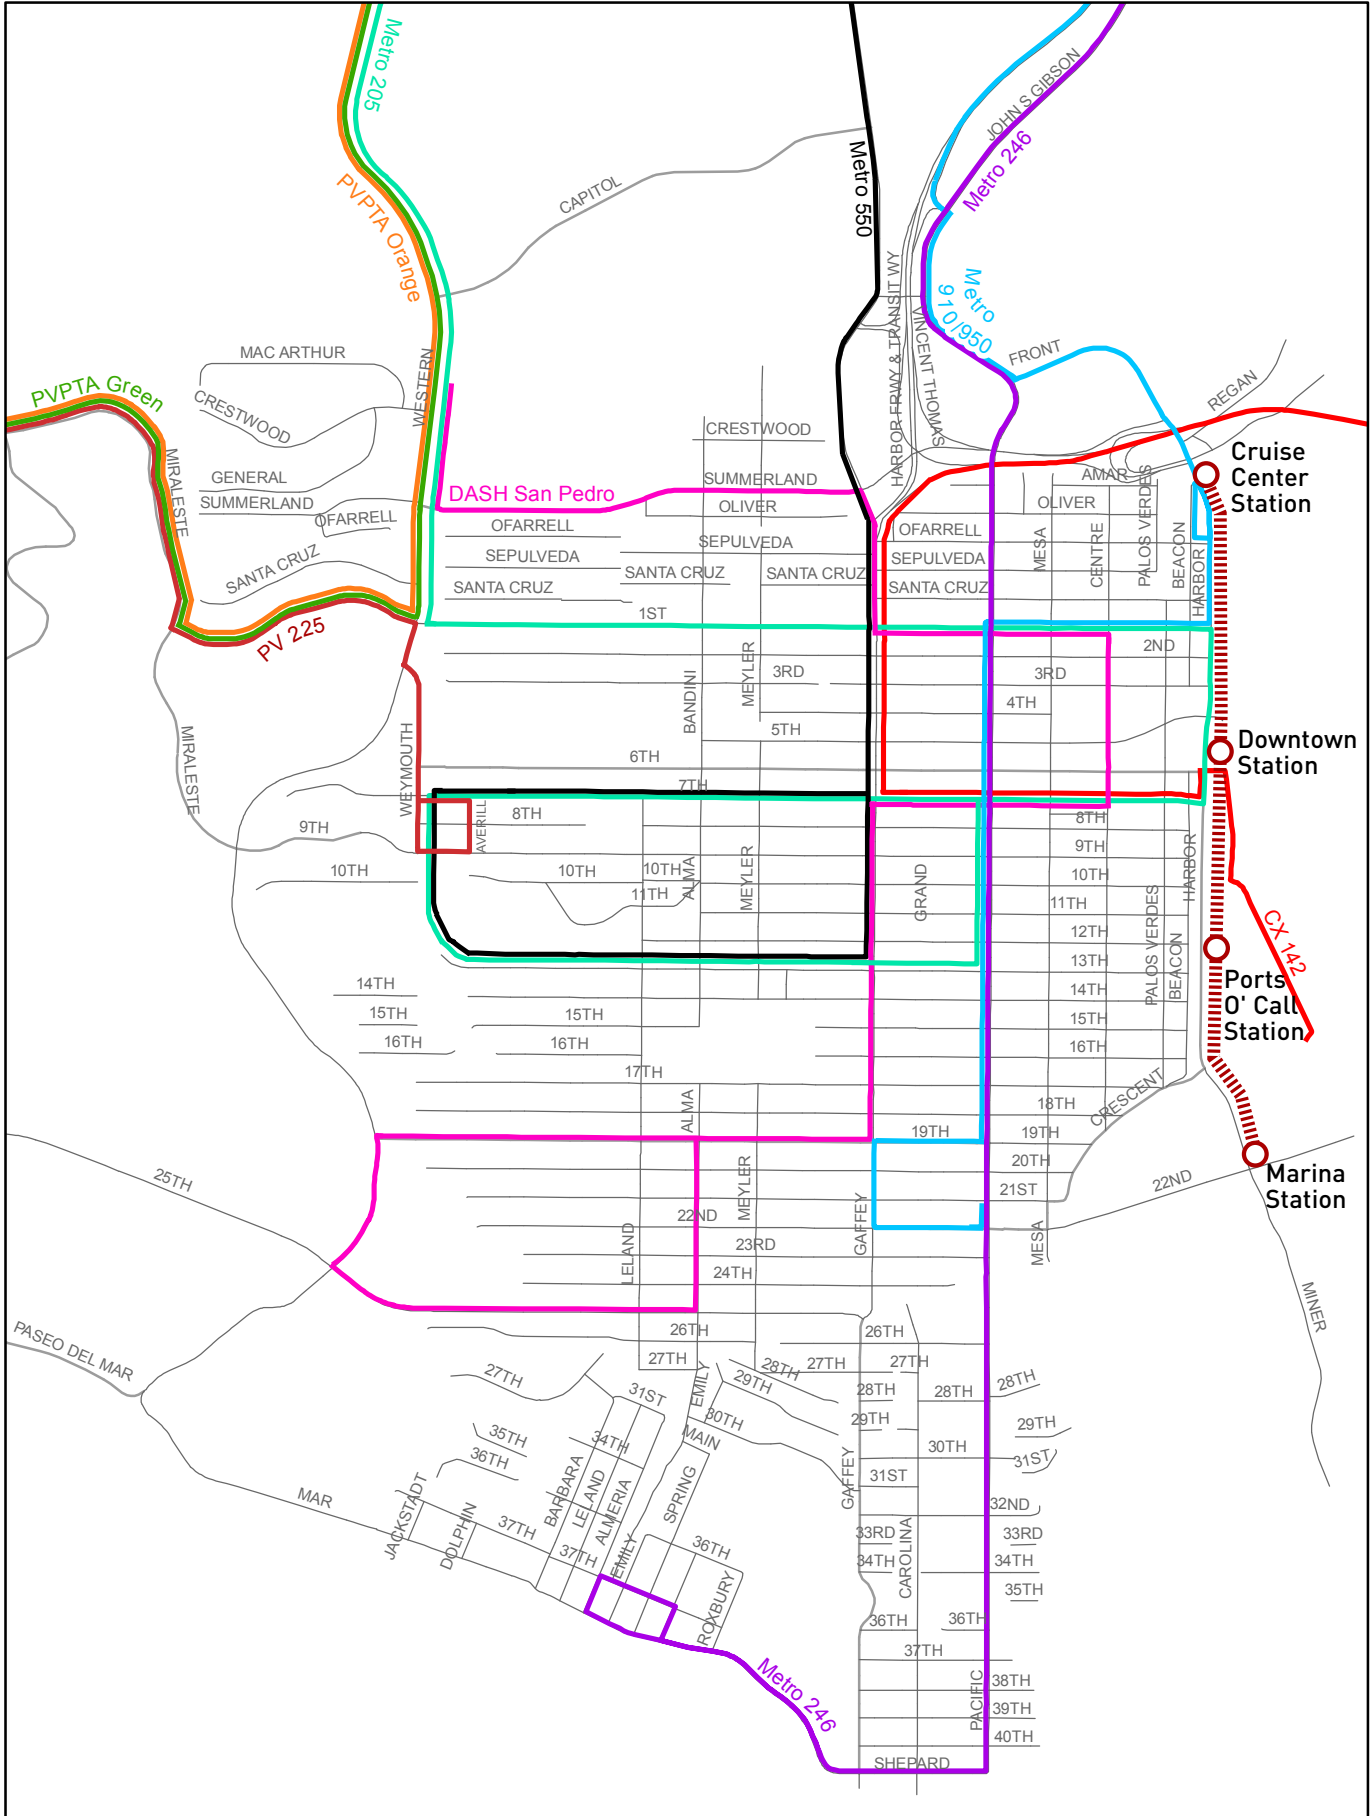 Metro 205
JOHN S GIBSON
Metro 246
Metro 550
CAPITOL
PVPTA Orange
HARBOR FRWY & TRANSIT WY
VINCENT THOMAS
Metro
910/950
FRONT
REGAN
MAC ARTHUR
WESTERN
PVPTA Green
CRESTWOOD
CRESTWOOD
MIRALESTE
GENERAL
SUMMERLAND
OFARRELL
SANTA CRUZ
DASH San Pedro
SUMMERLAND
OLIVER
OFARRELL
SEPULVEDA
SEPULVEDA
SANTA CRUZ
SANTA CRUZ
SANTA CRUZ
1ST
OFARRELL
SEPULVEDA
SANTA CRUZ
AMAR
OLIVER
MESA
CENTRE
PALOS VERDES
BEACON
HARBOR
Cruise
Center
Station
PV 225
2ND
3RD
3RD
4TH
5TH
6TH
7TH
BANDINI
MEYLER
MIRALESTE
WEYMOUTH
Downtown
Station
AVERILL
8TH
8TH
9TH
9TH
10TH
10TH
10TH
10TH
11TH
11TH
ALMA
MEYLER
GRAND
HARBOR
12TH
13TH
PALOS VERDES
BEACON
CX 142
14TH
14TH
15TH
15TH
15TH
16TH
16TH
16TH
Ports
O' Call
Station
17TH
ALMA
18TH
CRESCENT
19TH
19TH
20TH
21ST
22ND
22ND
Marina
Station
25TH
MEYLER
GAFFEY
LELAND
23RD
24TH
MESA
MINER
PASEO DEL MAR
26TH
26TH
27TH
27TH
27TH
27TH
28TH
28TH
28TH
28TH
29TH
29TH
29TH
30TH
30TH
EMILY
MAIN
31ST
31ST
31ST
34TH
35TH
36TH
GAFFEY
MAR
JACKSTADT
DOLPHIN
37TH
37TH
BARBARA
LELAND
ALMERIA
EMILY
SPRING
36TH
ROXBURY
32ND
33RD
33RD
34TH
34TH
35TH
CAROLINA
36TH
36TH
37TH
PACIFIC
38TH
39TH
40TH
SHEPARD
Metro 246